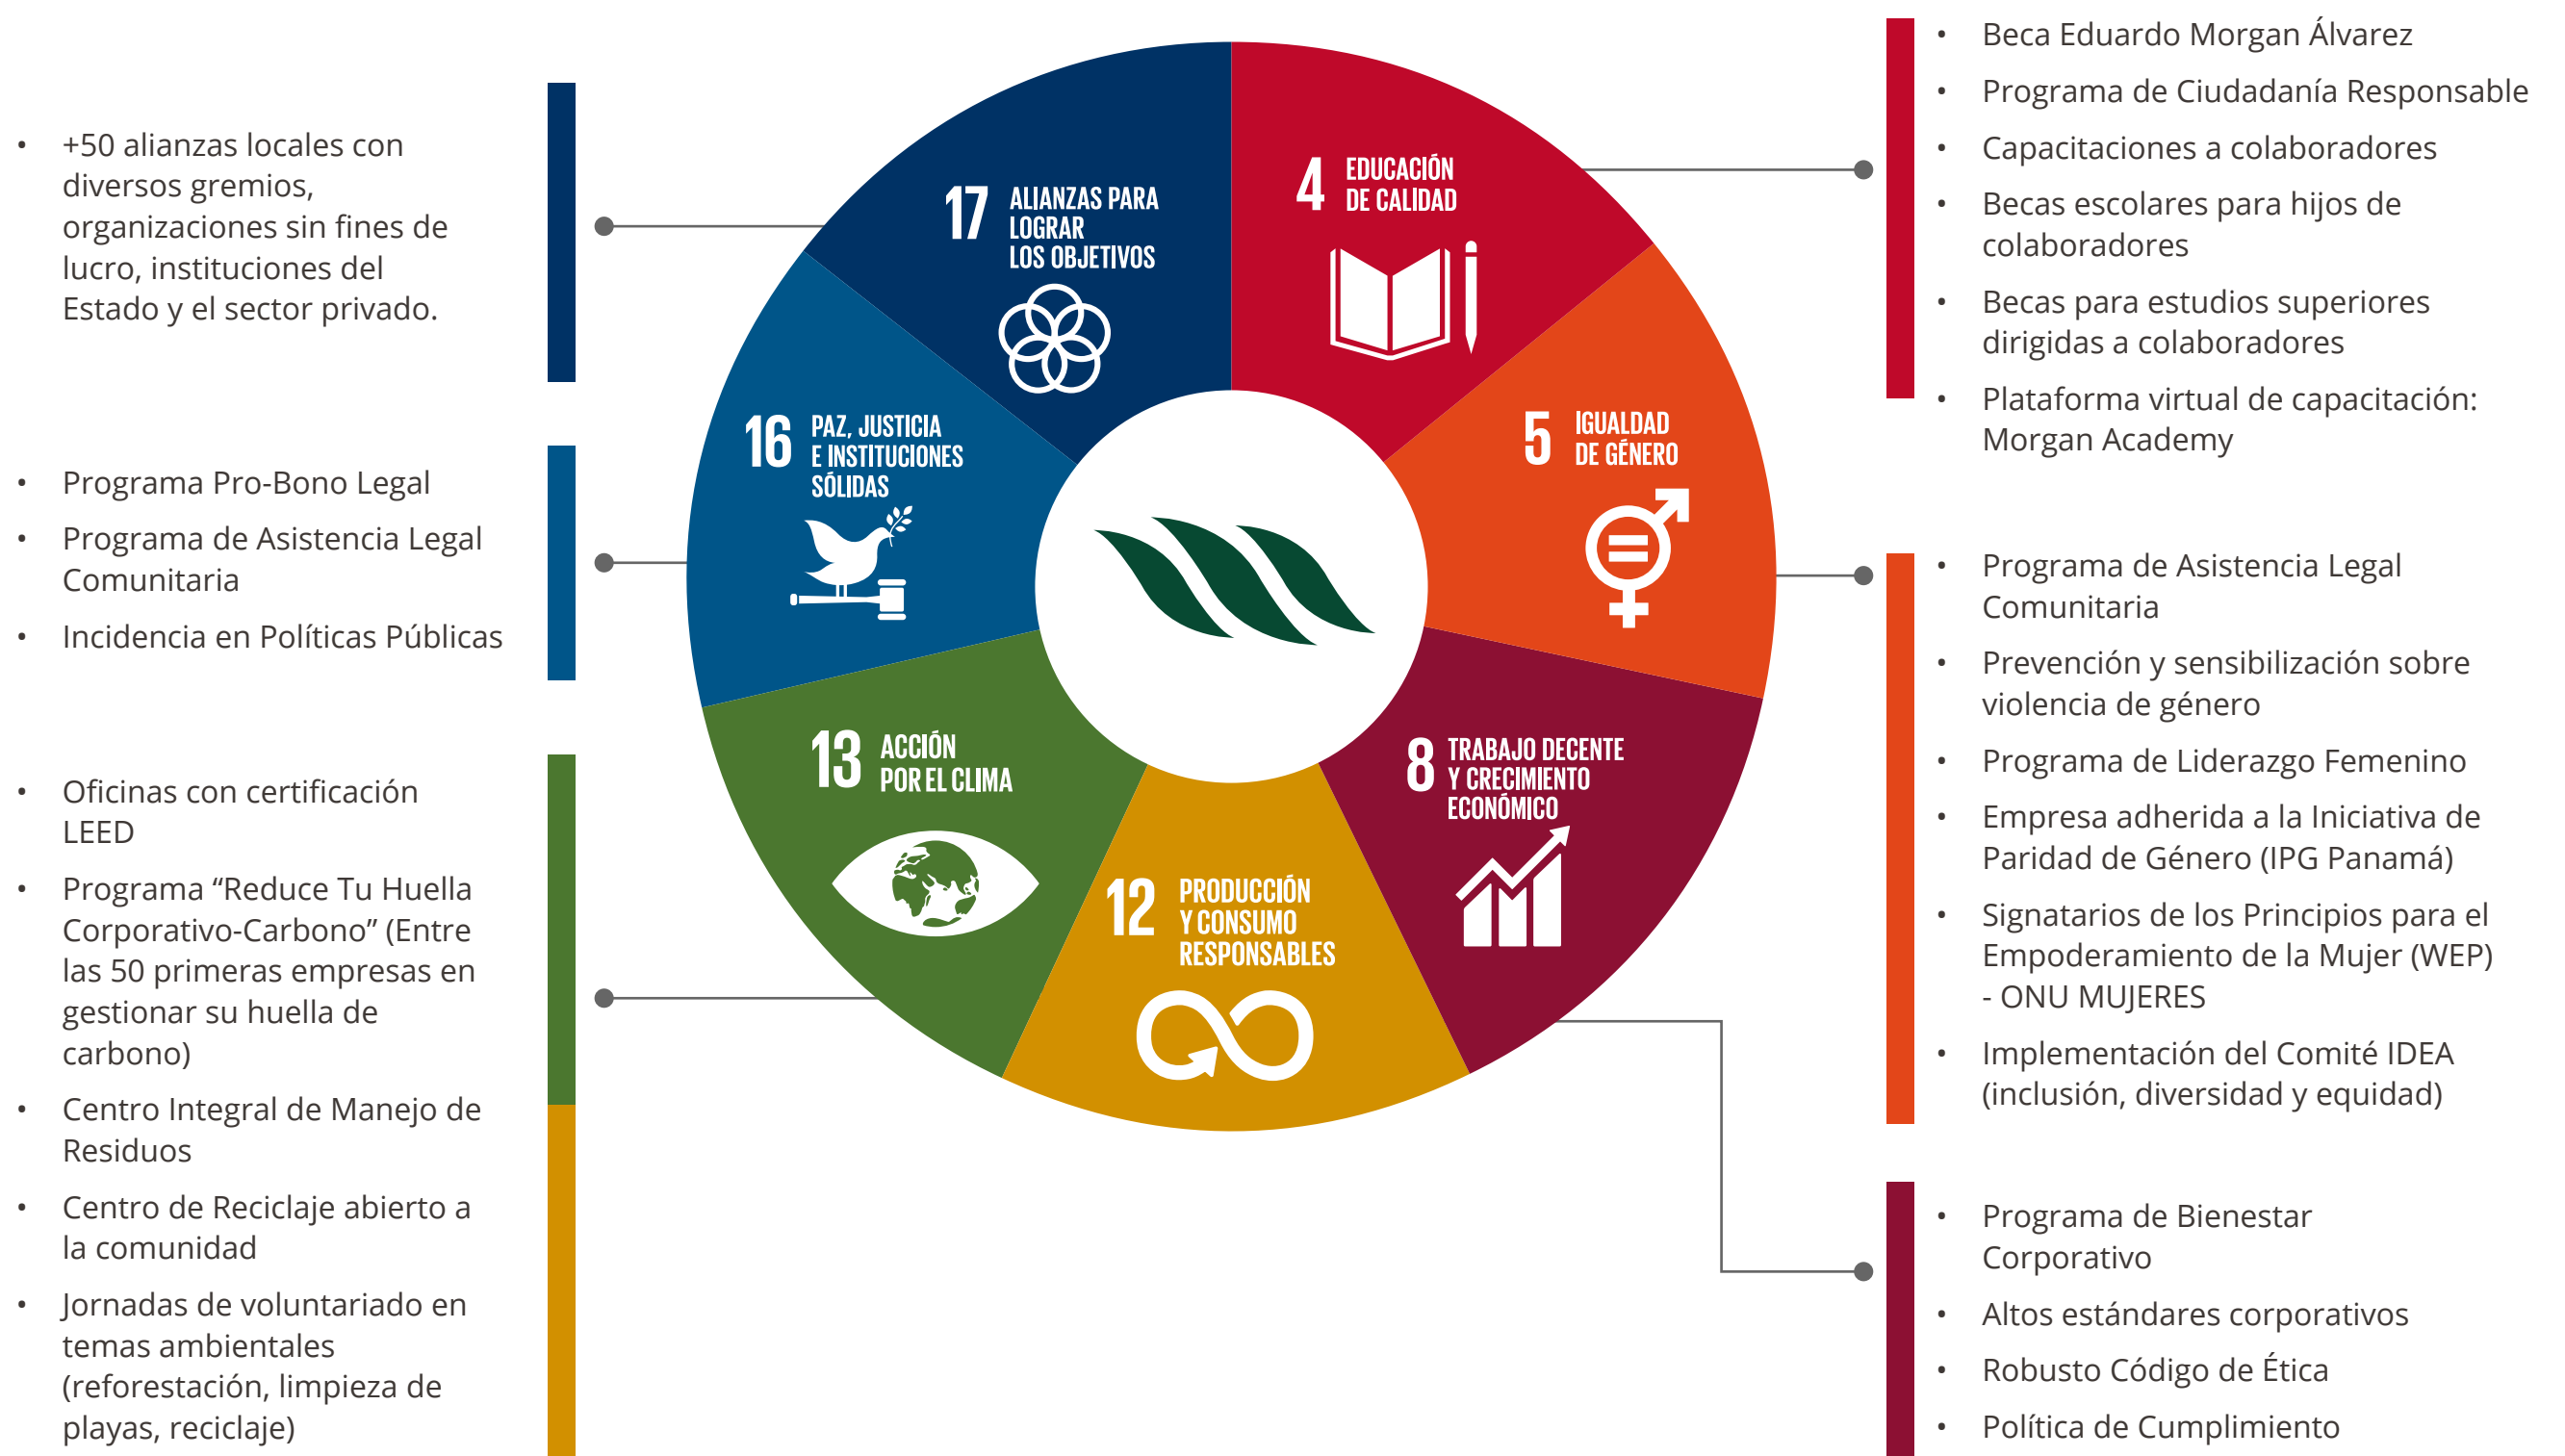 +50 alianzas locales con
diversos gremios,
organizaciones sin fines de
lucro, instituciones del
Estado y el sector privado.
Programa Pro-Bono Legal
Programa de Asistencia Legal
Comunitaria
Incidencia en Políticas Públicas
Oficinas con certificación
LEED
Programa “Reduce Tu Huella
Corporativo-Carbono” (Entre
las 50 primeras empresas en
gestionar su huella de
carbono)
Centro Integral de Manejo de
Residuos
Centro de Reciclaje abierto a
la comunidad
Jornadas de voluntariado en
temas ambientales
(reforestación, limpieza de
playas, reciclaje)
17 ALIANZAS PARA
LOGRAR
LOS OBJETIVOS
4 EDUCACIÓN
DE CALIDAD
16 PAZ, JUSTICIA
E INSTITUCIONES
SÓLIDAS
5 IGUALDAD
DE GÉNERO
13 ACCIÓN
POR EL CLIMA
8 TRABAJO DECENTE
Y CRECIMIENTO
ECONÓMICO
12 PRODUCCIÓN
Y CONSUMO
RESPONSABLES
Beca Eduardo Morgan Álvarez
Programa de Ciudadanía Responsable
Capacitaciones a colaboradores
Becas escolares para hijos de
colaboradores
Becas para estudios superiores
dirigidas a colaboradores
Plataforma virtual de capacitación:
Morgan Academy
Programa de Asistencia Legal
Comunitaria
Prevención y sensibilización sobre
violencia de género
Programa de Liderazgo Femenino
Empresa adherida a la Iniciativa de
Paridad de Género (IPG Panamá)
Signatarios de los Principios para el
Empoderamiento de la Mujer (WEP)
- ONU MUJERES
Implementación del Comité IDEA
(inclusión, diversidad y equidad)
Programa de Bienestar
Corporativo
Altos estándares corporativos
Robusto Código de Ética
Política de Cumplimiento